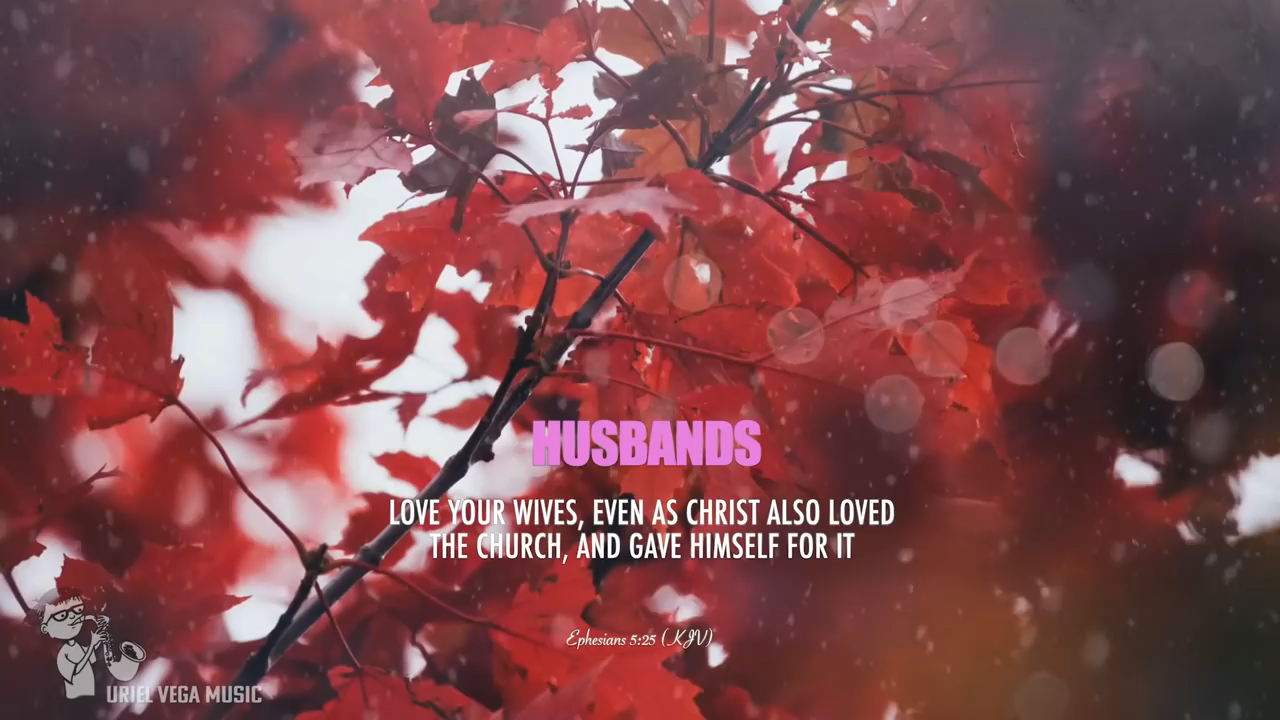 HUSBANDS
LOVE YOUR WIVES, EVEN AS CHRIST ALSO LOVED
THE CHURCH, AND GAVE HIMSELF FOR IT
Ephesians 5:25 (KJV)
URIEL VEGA MUSIC